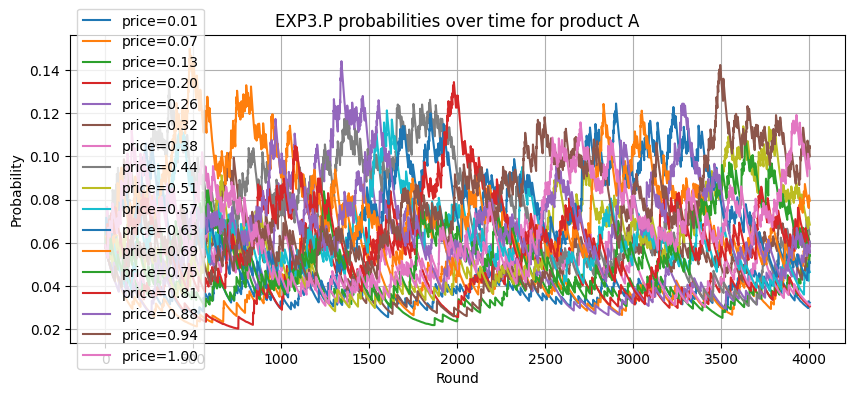 EXP3.P probabilities over time for product A
price=0.01
price=0.07
price=0.13
price=0.20
price=0.26
price=0.32
price=0.38
price=0.44
price=0.51
price=0.57
price=0.63
price=0.69
price=0.75
price=0.81
price=0.88
price=0.94
price=1.00
Probability
0.14
0.12
0.10
0.08
0.06
0.04
0.02
0
500
1000
1500
2000
2500
3000
3500
4000
Round